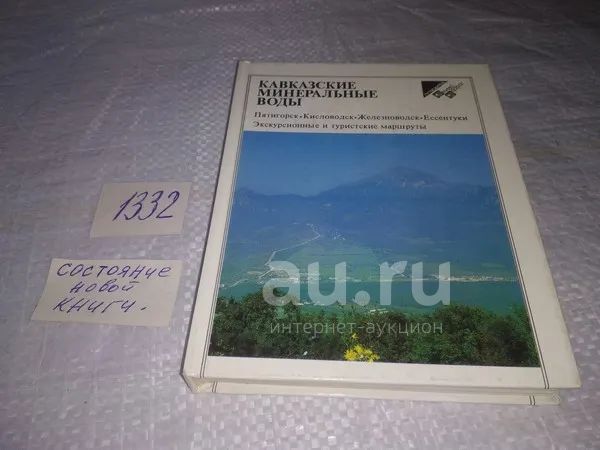 КАВКАЗСКИЕ
МИНЕРАЛЬНЫЕ
ВОДЫ
Пятигорск•Кисловодск•Железноводск•Ессентуки
Экскурсионные и туристские маршруты
1332
состояние
новой
книги.
au.ru
интернет-аукцион